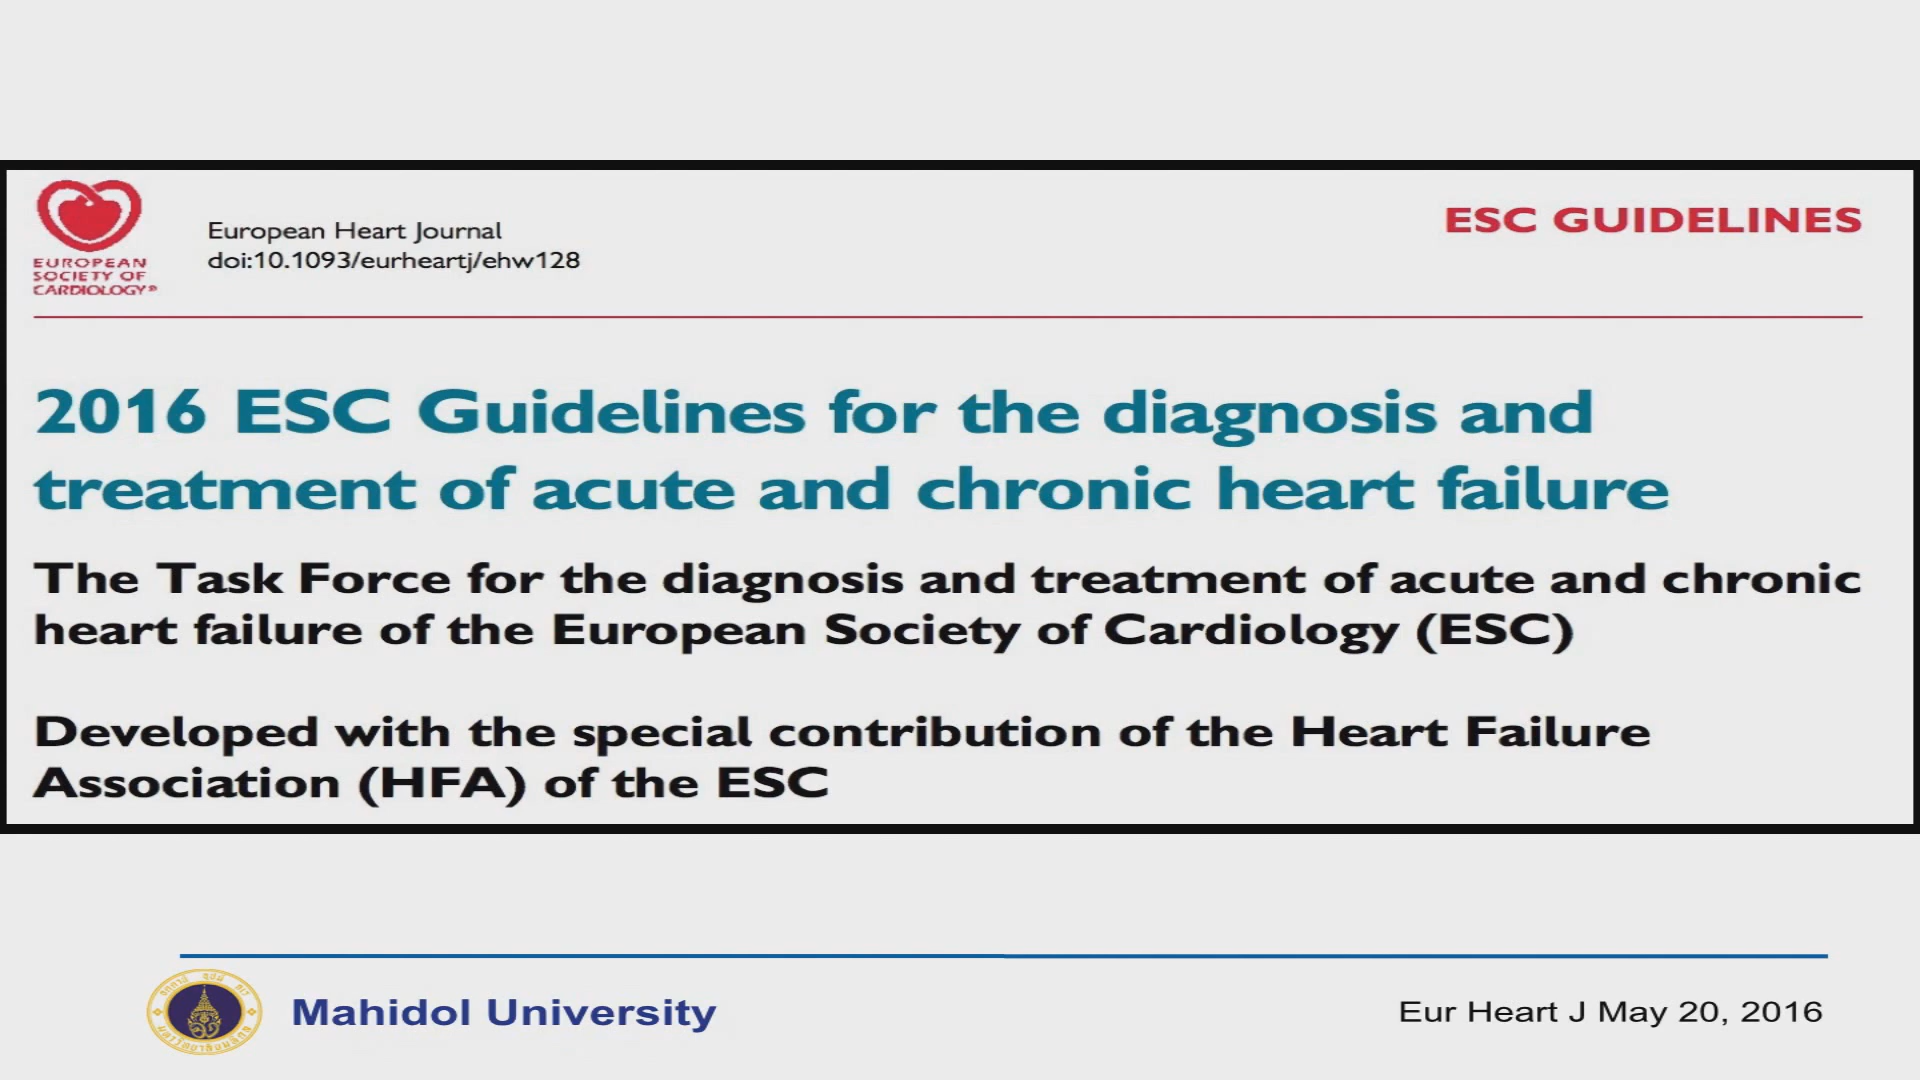 EUROPEAN
SOCIETY OF
CARDIOLOGY®
European Heart Journal
doi:10.1093/eurheartj/ehw128
ESC GUIDELINES
2016 ESC Guidelines for the diagnosis and
treatment of acute and chronic heart failure
The Task Force for the diagnosis and treatment of acute and chronic
heart failure of the European Society of Cardiology (ESC)
Developed with the special contribution of the Heart Failure
Association (HFA) of the ESC
Mahidol University
Eur Heart J May 20, 2016